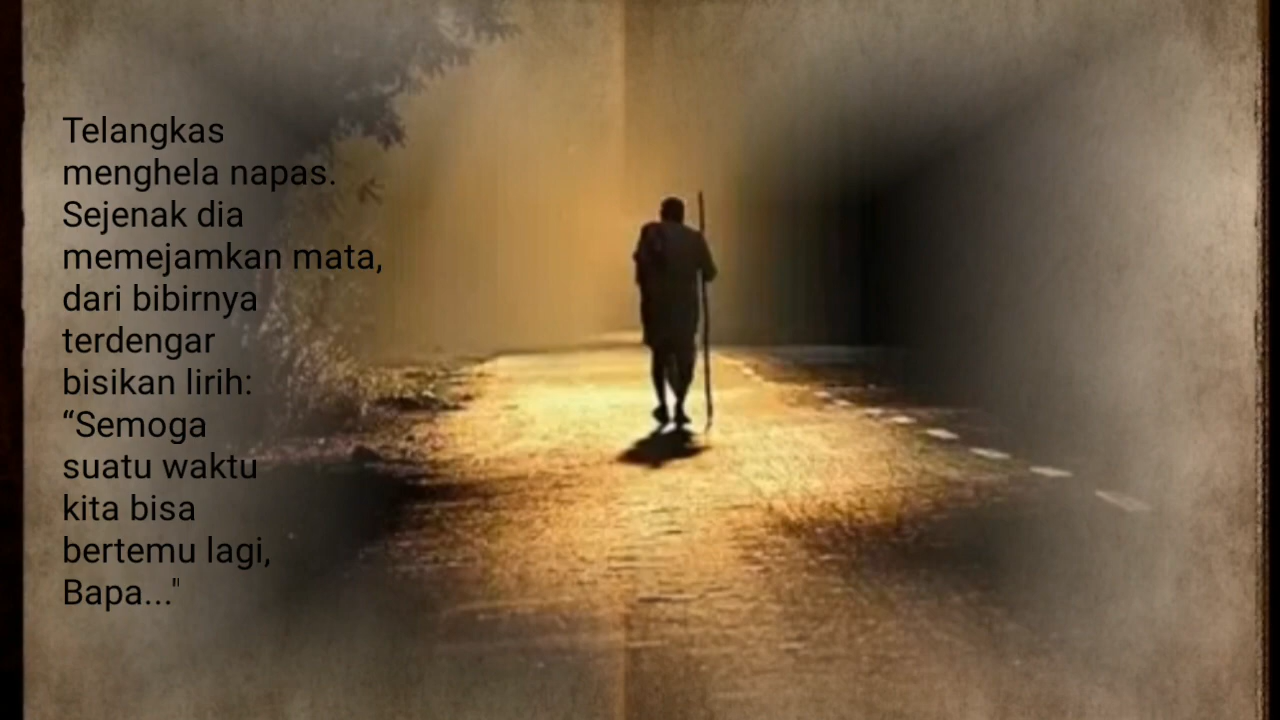 Telangkas
menghela napas.
Sejenak dia
memejamkan mata,
dari bibirnya
terdengar
bisikan lirih:
“Semoga
suatu waktu
kita bisa
bertemu lagi,
Bapa..."